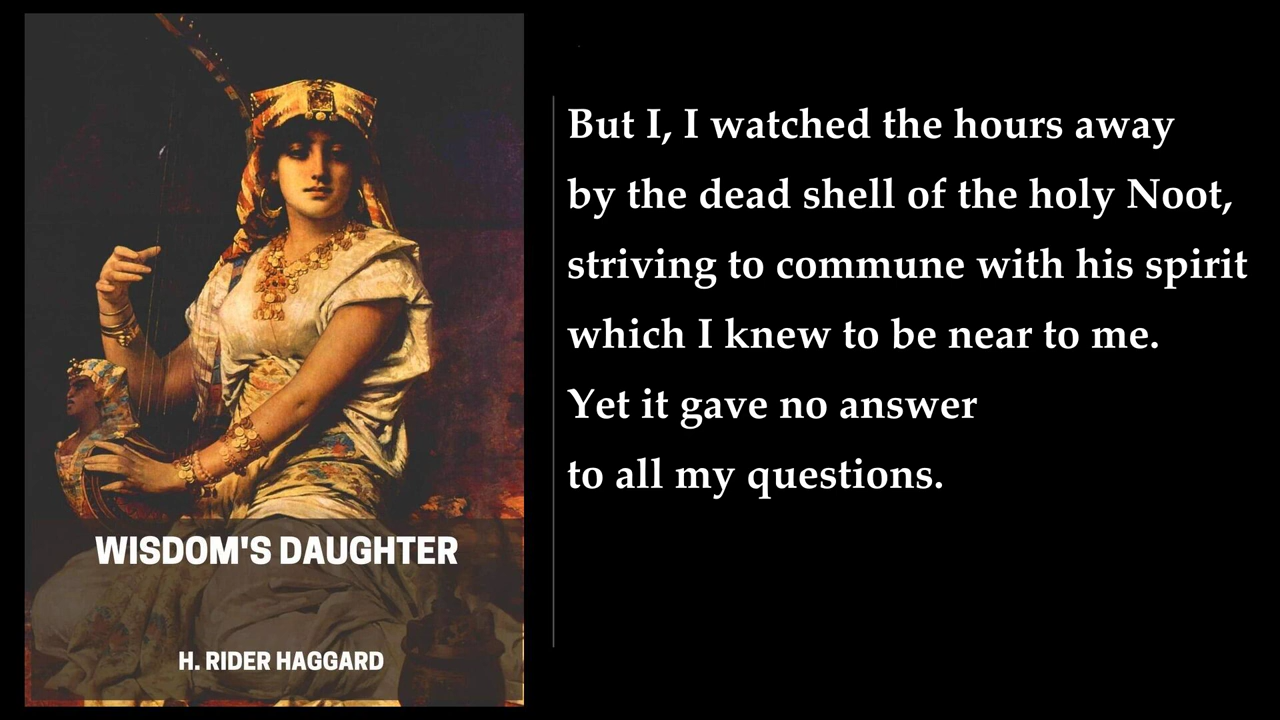 WISDOM'S DAUGHTER
H. RIDER HAGGARD
But I, I watched the hours away
by the dead shell of the holy Noot,
striving to commune with his spirit
which I knew to be near to me.
Yet it gave no answer
to all my questions.